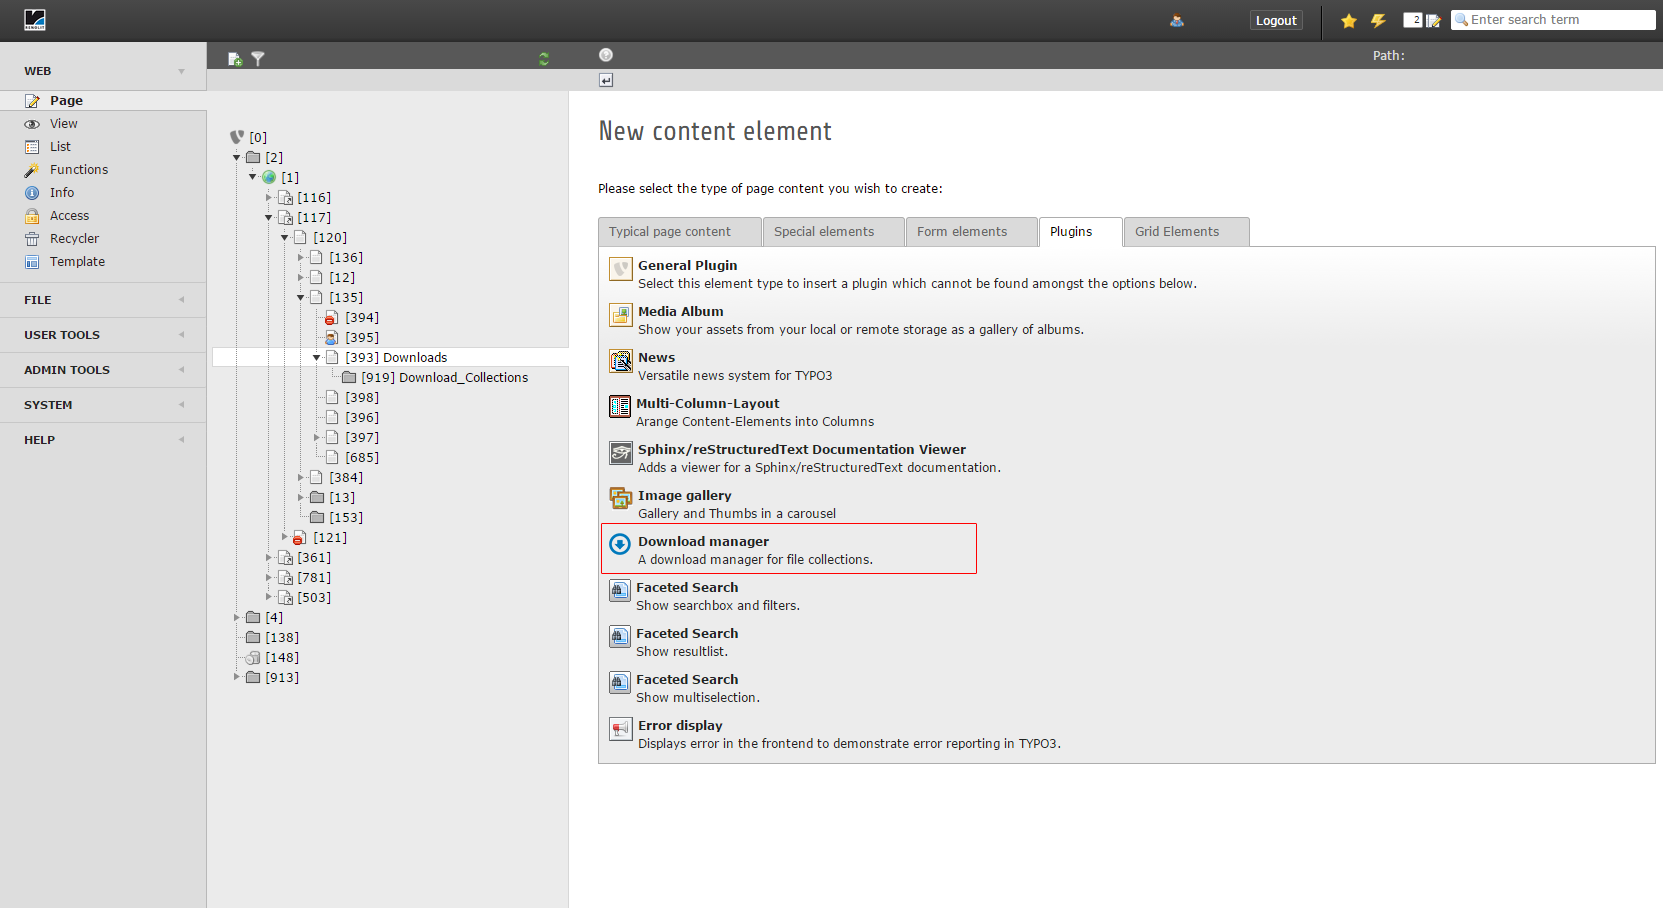 Logout
2
Enter search term
Path:
WEB
Page
View
List
Functions
Info
Access
Recycler
Template
FILE
USER TOOLS
ADMIN TOOLS
SYSTEM
HELP
[0]
[2]
[1]
[116]
[117]
[120]
[136]
[12]
[135]
[394]
[395]
[393] Downloads
[919] Download_Collections
[398]
[396]
[397]
[685]
[384]
[13]
[153]
[121]
[361]
[781]
[503]
[4]
[138]
[148]
[913]
New content element
Please select the type of page content you wish to create:
Typical page content
Special elements
Form elements
Plugins
Grid Elements
General Plugin
Select this element type to insert a plugin which cannot be found amongst the options below.
Media Album
Show your assets from your local or remote storage as a gallery of albums.
News
Versatile news system for TYPO3
Multi-Column-Layout
Arange Content-Elements into Columns
Sphinx/reStructuredText Documentation Viewer
Adds a viewer for a Sphinx/reStructuredText documentation.
Image gallery
Gallery and Thumbs in a carousel
Download manager
A download manager for file collections.
Faceted Search
Show searchbox and filters.
Faceted Search
Show resultlist.
Faceted Search
Show multiselection.
Error display
Displays error in the frontend to demonstrate error reporting in TYPO3.